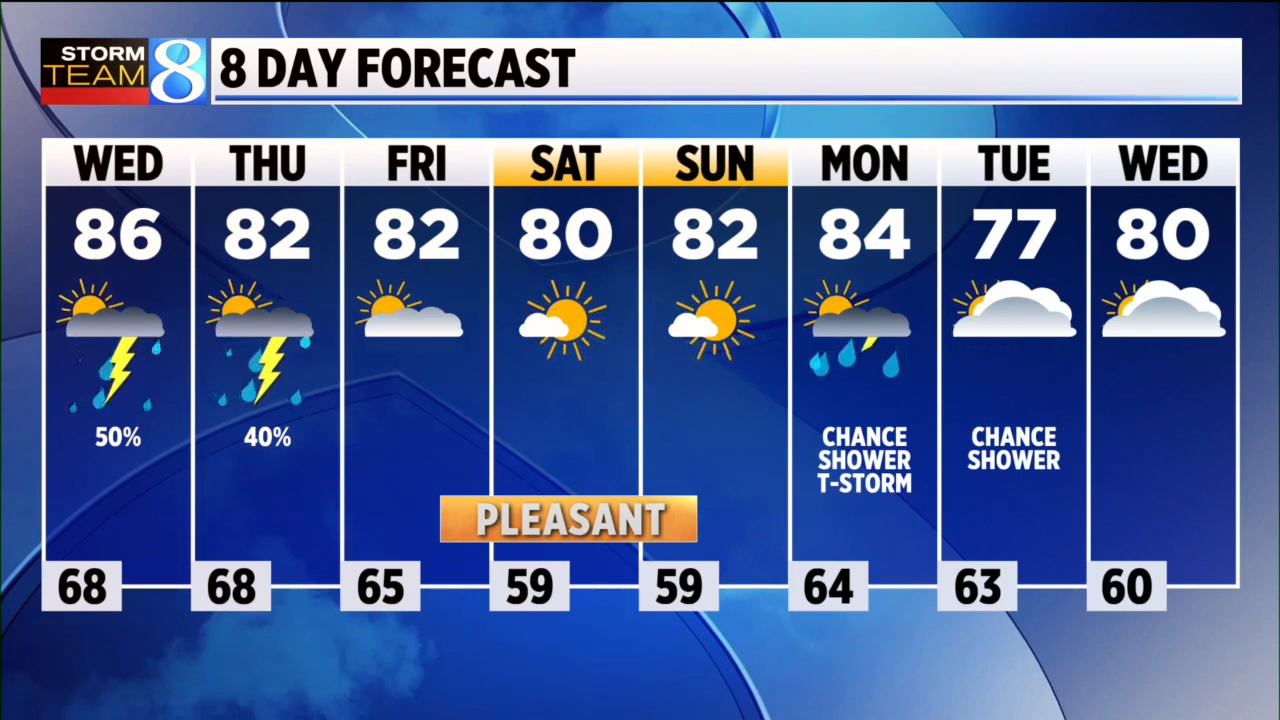 STORM
TEAM
8
8 DAY FORECAST
WED THU FRI SAT SUN MON TUE WED
86 82 82 80 82 84 77 80
50% 40%
CHANCE
SHOWER
T-STORM
CHANCE
SHOWER
PLEASANT
68 68 65 59 59 64 63 60